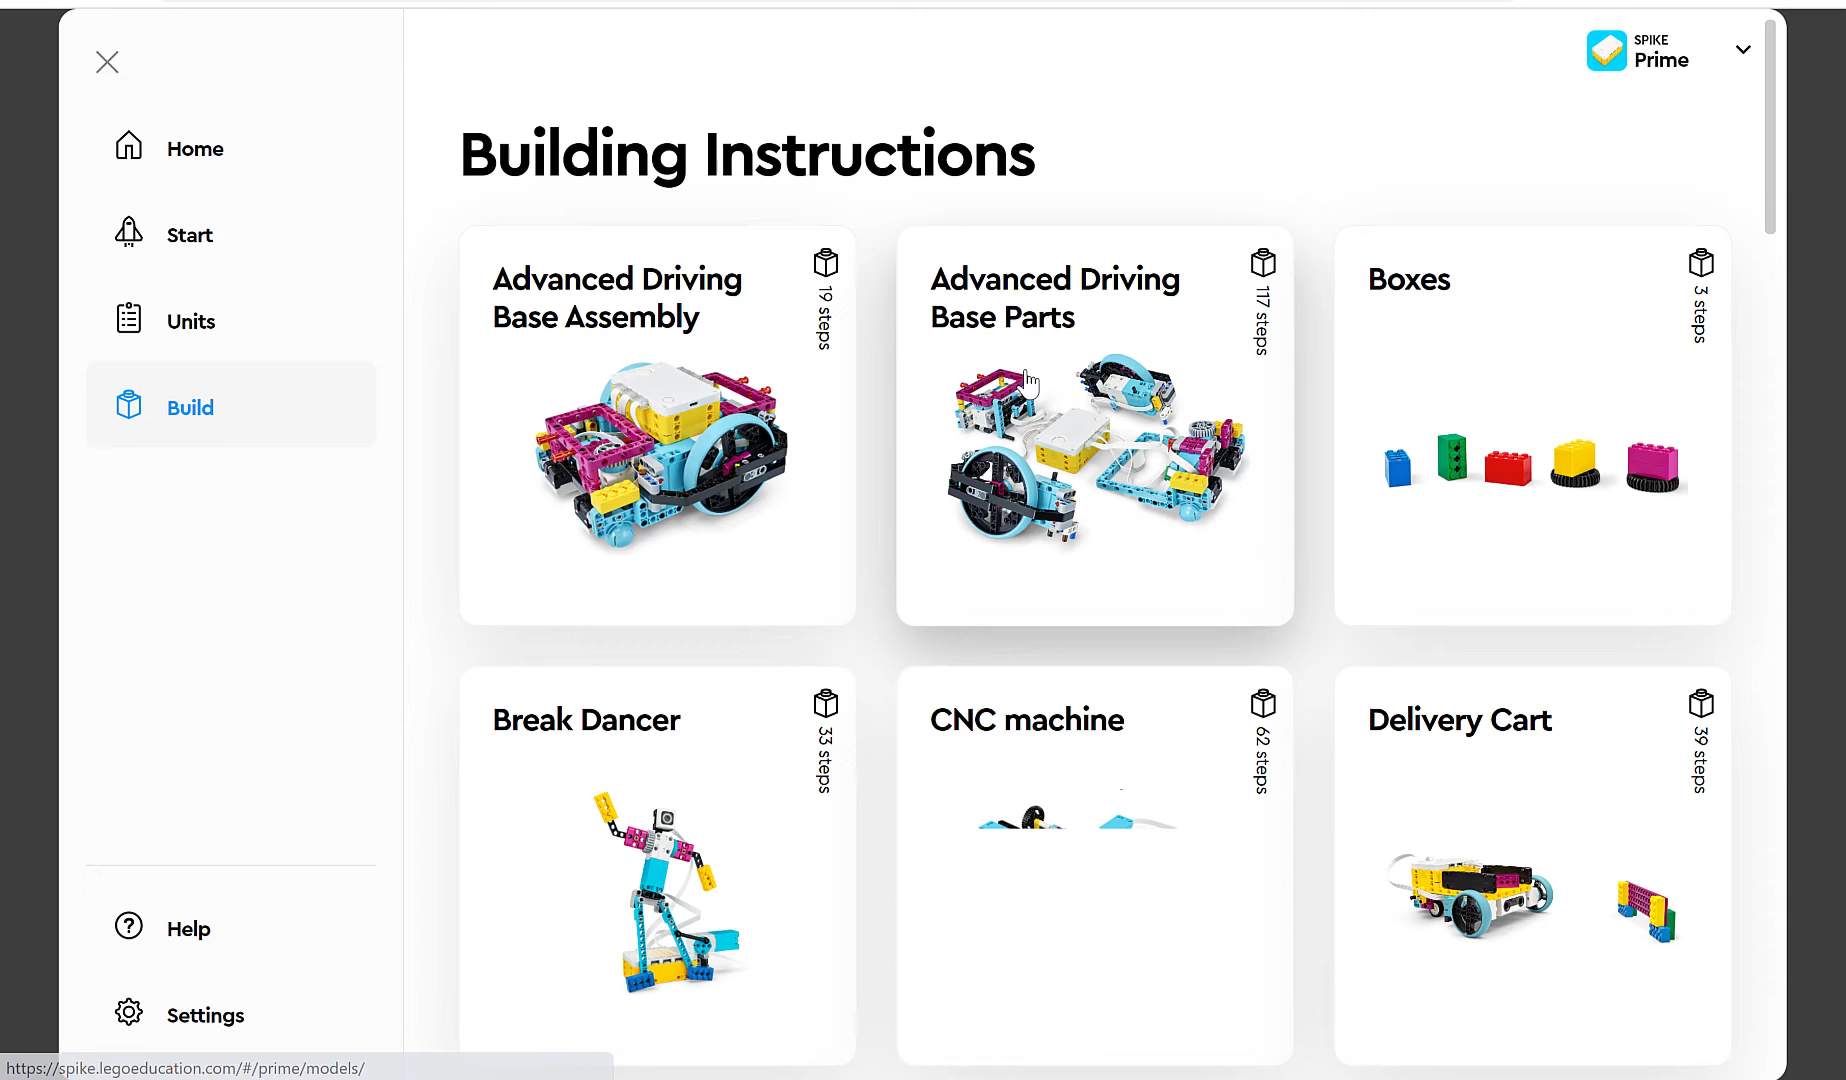 SPIKE
Prime
Home
Start
Units
Build
Help
Settings
Building Instructions
Advanced Driving
Base Assembly
19 steps
Advanced Driving
Base Parts
117 steps
Boxes
3 steps
Break Dancer
33 steps
CNC machine
62 steps
Delivery Cart
39 steps
https://spike.legoeducation.com/#/prime/models/